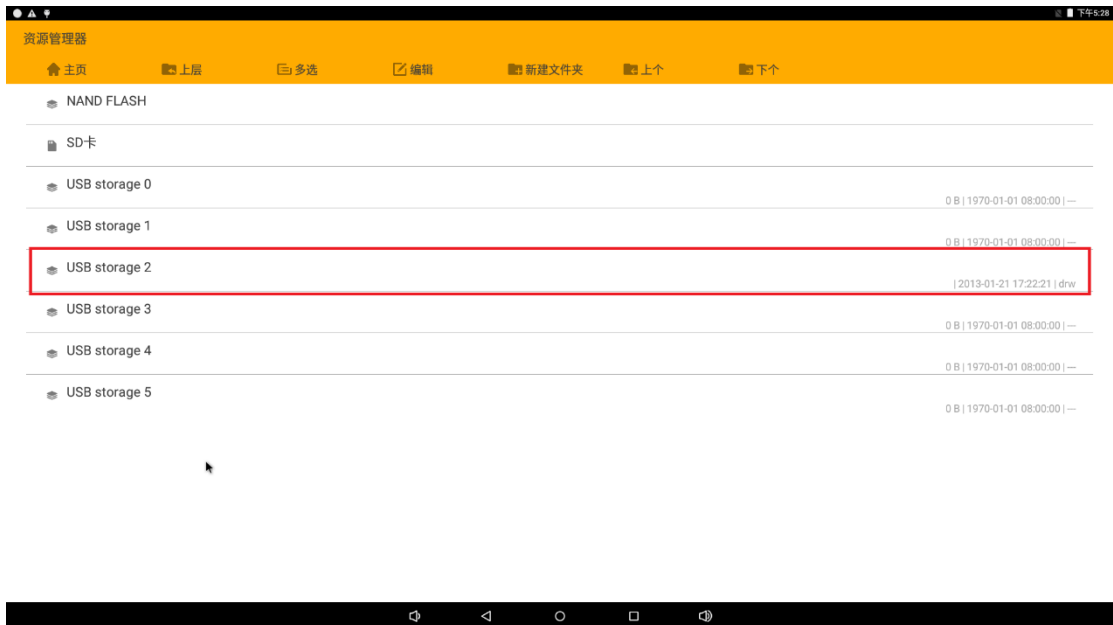 下午5:28
资源管理器
主页 上层 多选 编辑 新建文件夹 上个 下个
NAND FLASH
SD卡
USB storage 0
0 B | 1970-01-01 08:00:00 | ---
USB storage 1
0 B | 1970-01-01 08:00:00 | ---
USB storage 2
| 2013-01-21 17:22:21 | drw
USB storage 3
0 B | 1970-01-01 08:00:00 | ---
USB storage 4
0 B | 1970-01-01 08:00:00 | ---
USB storage 5
0 B | 1970-01-01 08:00:00 | ---